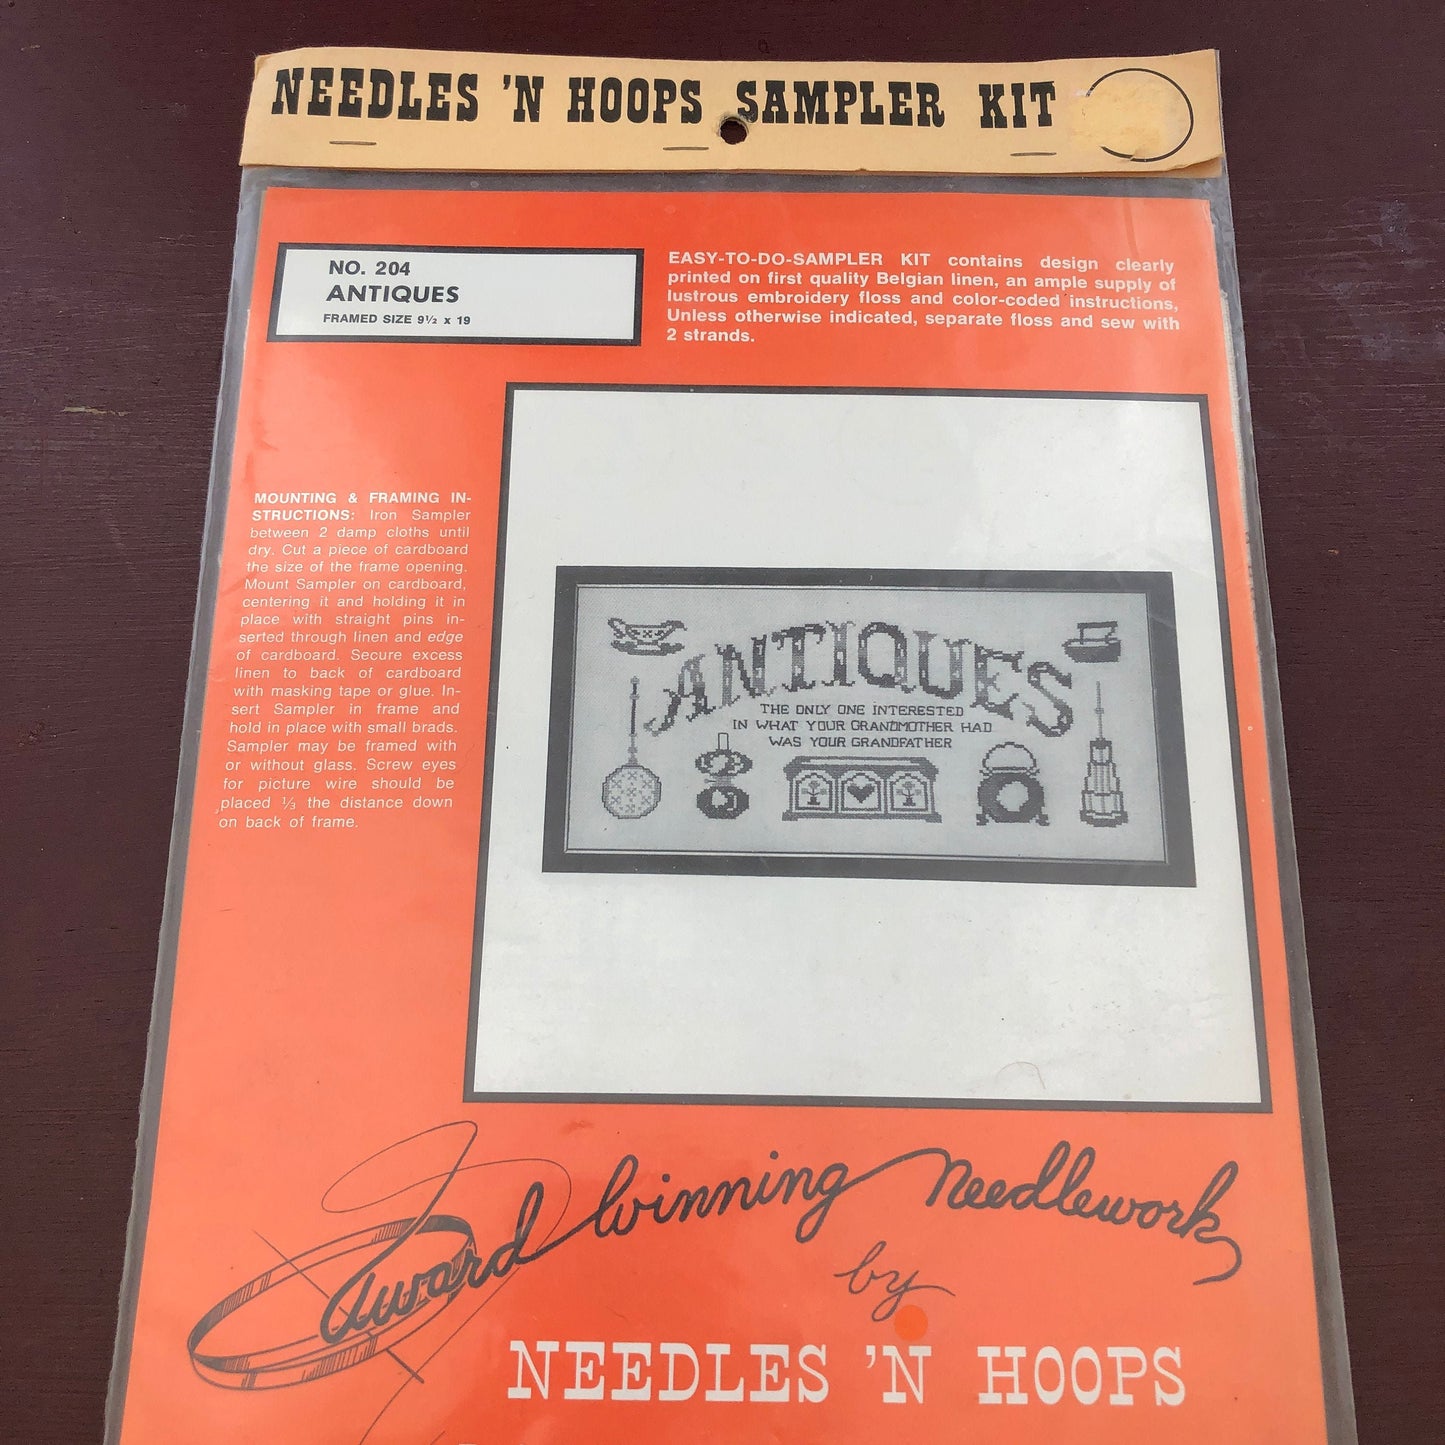 NEEDLES 'N HOOPS SAMPLER KIT
NO. 204
ANTIQUES
FRAMED SIZE 9½ x 19
EASY-TO-DO-SAMPLER KIT contains design clearly
printed on first quality Belgian linen, an ample supply of
lustrous embroidery floss and color-coded instructions,
Unless otherwise indicated, separate floss and sew with
2 strands.
MOUNTING & FRAMING IN-
STRUCTIONS: Iron Sampler
between 2 damp cloths until
dry. Cut a piece of cardboard
the size of the frame opening.
Mount Sampler on cardboard,
centering it and holding it in
place with straight pins in-
serted through linen and edge
of cardboard. Secure excess
linen to back of cardboard
with masking tape or glue. In-
sert Sampler in frame and
hold in place with small brads.
Sampler may be framed with
or without glass. Screw eyes
for picture wire should be
placed ⅓ the distance down
on back of frame.
ANTIQUES
THE ONLY ONE INTERESTED
IN WHAT YOUR GRANDMOTHER HAD
WAS YOUR GRANDFATHER
Award Winning Needlework
by
NEEDLES 'N HOOPS